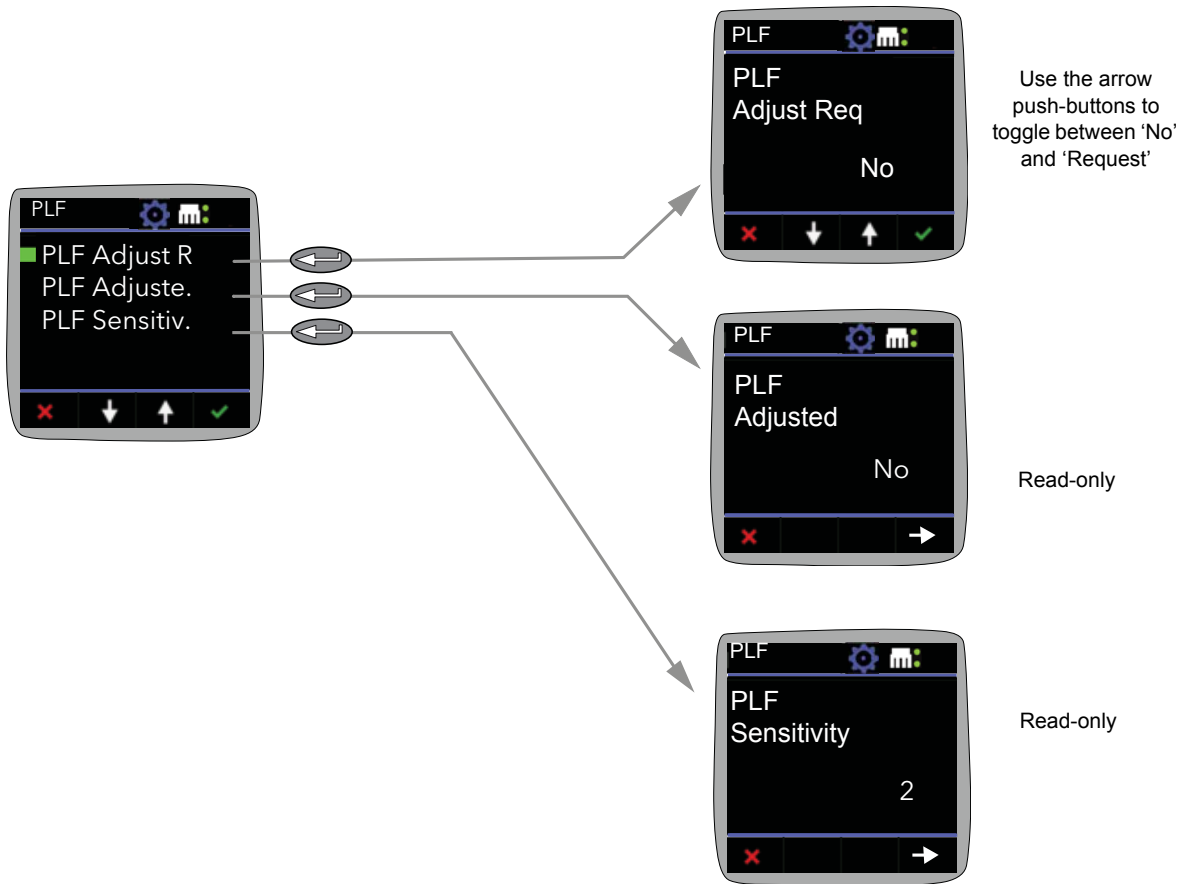 PLF
PLF Adjust R
PLF Adjuste.
PLF Sensitiv.
PLF
PLF
Adjust Req
No
Use the arrow
push-buttons to
toggle between ‘No’
and ‘Request’
PLF
PLF
Adjusted
No
Read-only
PLF
PLF
Sensitivity
2
Read-only